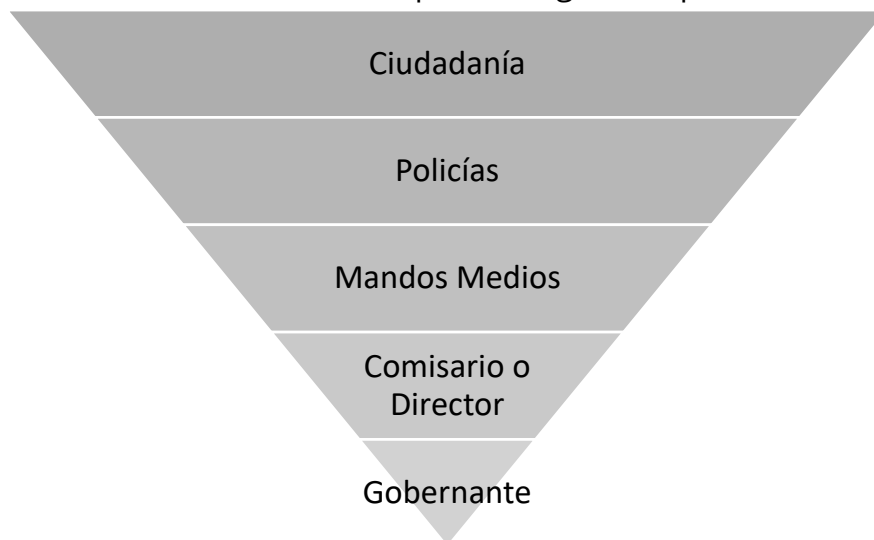 Ciudadanía
Policías
Mandos Medios
Comisario o
Director
Gobernante